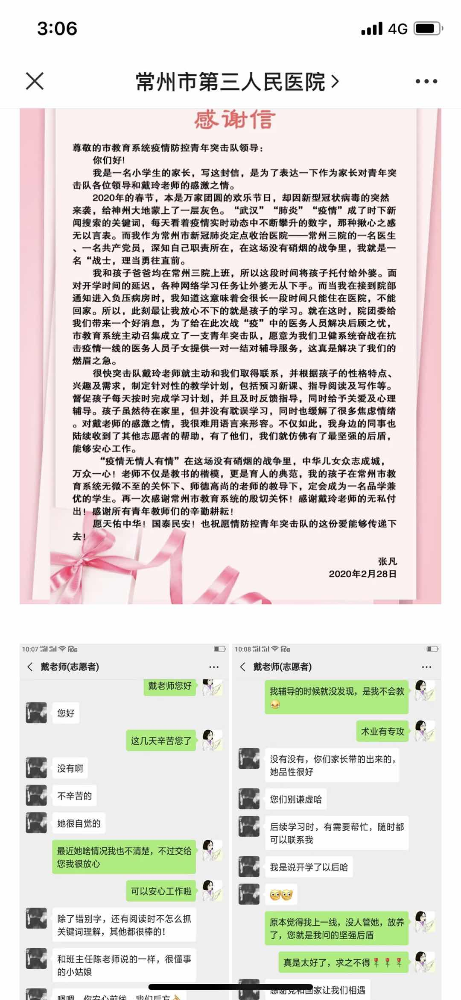 3:06
4G
常州市第三人民医院
感谢信
尊敬的市教育系统疫情防控青年突击队领导：
你们好!
我是一名小学生的家长，写这封信，是为了表达一下作为家长对青年突
击队各位领导和戴玲老师的感激之情。
2020年的春节，本是万家团圆的欢乐节日，却因新型冠状病毒的突然
来袭，给神州大地蒙上了一层灰色。“武汉”“肺炎”“疫情”成了时下新
闻搜索的关键词，每天看着疫情实时动态中不断攀升的数字，那种揪心之感
无以言表。而我作为常州市新冠肺炎定点收治医院——常州三院的一名医生
、一名共产党员，深知自己职责所在，在这场没有硝烟的战争里，我就是一
名“战士，理当勇往直前。
我和孩子爸爸均在常州三院上班，所以这段时间将孩子托付给外婆。面
对开学时间的延迟，各种网络学习任务让外婆无从下手。而当我在接到院部
通知进入负压病房时，我知道这意味着会很长一段时间只能住在医院，不能
回家。所以，此刻最让我放心不下的就是孩子的学习。就在这时，院团委给
我们带来一个好消息，为了给在此次战“疫”中的医务人员解决后顾之忧，
市教育系统主动召集成立了一支青年突击队，愿意为我们卫健系统奋战在抗
击疫情一线的医务人员子女提供一对一结对辅导服务，这真是解决了我们的
燃眉之急。
很快突击队戴玲老师就主动和我们取得联系，并根据孩子的性格特点、
兴趣及需求，制定针对性的教学计划，包括预习新课、指导阅读及写作等。
督促孩子每天按时完成学习计划，并且及时反馈指导，同时给予关爱及心理
辅导。孩子虽然待在家里，但并没有耽误学习，同时也缓解了很多焦虑情绪
。对戴老师的感激之情，我很难用语言来形容。不仅如此，我身边的同事也
陆续收到了其他志愿者的帮助，有了他们，我们就仿佛有了最坚强的后盾，
能够安心工作。
“疫情无情人有情”在这场没有硝烟的战争里，中华儿女众志成城，
万众一心！老师不仅是教书的楷模，更是育人的典范，我的孩子在常州市教
育系统无微不至的关怀下、师德高尚的老师的教导下，定会成为一名品学兼
优的学生。再一次感谢常州市教育系统的殷切关怀！感谢戴玲老师的无私付
出！感谢所有青年教师们的辛勤耕耘！
愿天佑中华！国泰民安！也祝愿情防控青年突击队的这份爱能够传递下
去！
张凡
2020年2月28日
10:07
戴老师(志愿者)
戴老师您好
您好
这几天辛苦您了
没有啊
不辛苦的
她很自觉的
最近她啥情况我也不清楚，不过交给
您我很放心
可以安心工作啦
除了错别字，还有阅读时不怎么抓
关键词理解，其他都很棒的！
和班主任陈老师说的一样，很懂事
的小姑娘
嗯嗯，你安心前线，我们后方
10:08
戴老师(志愿者)
我辅导的时候就没发现，是我不会教
术业有专攻
没有没有，你们家长带的出来的，
她品性很好
您们别谦虚哈
后续学习时，有需要帮忙，随时都
可以联系我
我是说开学了以后哈
原本觉得我上一线，没人管她，放养
了，您就是我问的坚强后盾
真是太好了，求之不得
感谢党和国家让我们相遇